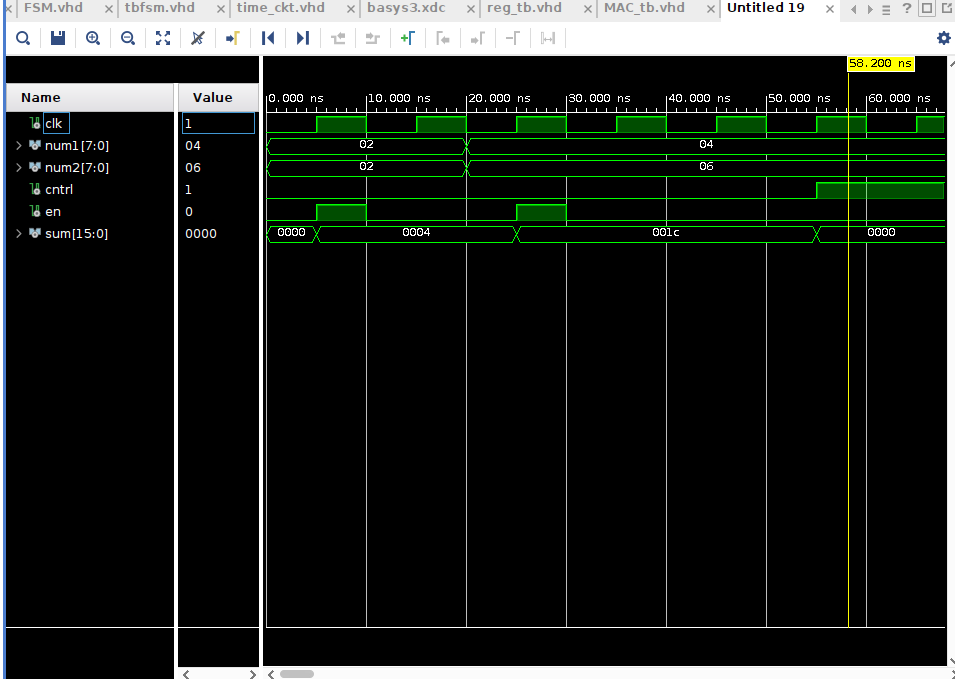 FSM.vhd tbfsm.vhd time_ckt.vhd basys3.xdc reg_tb.vhd MAC_tb.vhd Untitled 19
58.200 ns
Name Value 0.000 ns 10.000 ns 20.000 ns 30.000 ns 40.000 ns 50.000 ns 60.000 ns
clk 1
num1[7:0] 04 02 04
num2[7:0] 06 02 06
cntrl 1
en 0
sum[15:0] 0000 0000 0004 001c 0000